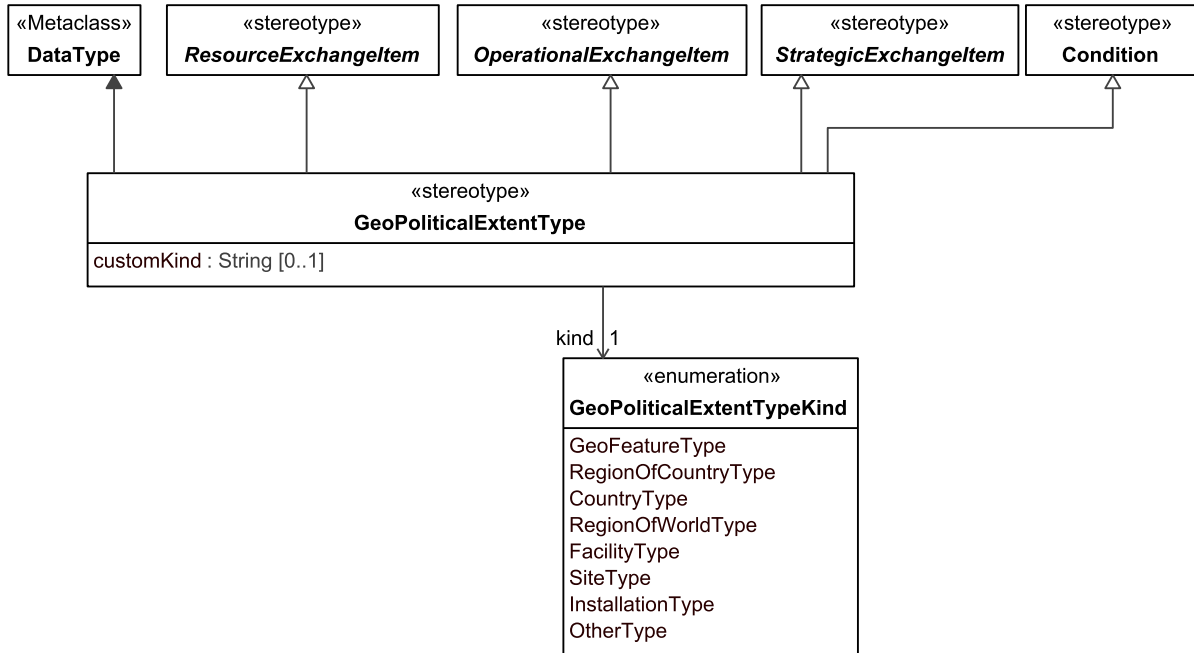 «Metaclass»
DataType
«stereotype»
ResourceExchangeItem
«stereotype»
OperationalExchangeItem
«stereotype»
StrategicExchangeItem
«stereotype»
Condition
«stereotype»
GeoPoliticalExtentType
customKind : String [0..1]
kind 1
«enumeration»
GeoPoliticalExtentTypeKind
GeoFeatureType
RegionOfCountryType
CountryType
RegionOfWorldType
FacilityType
SiteType
InstallationType
OtherType